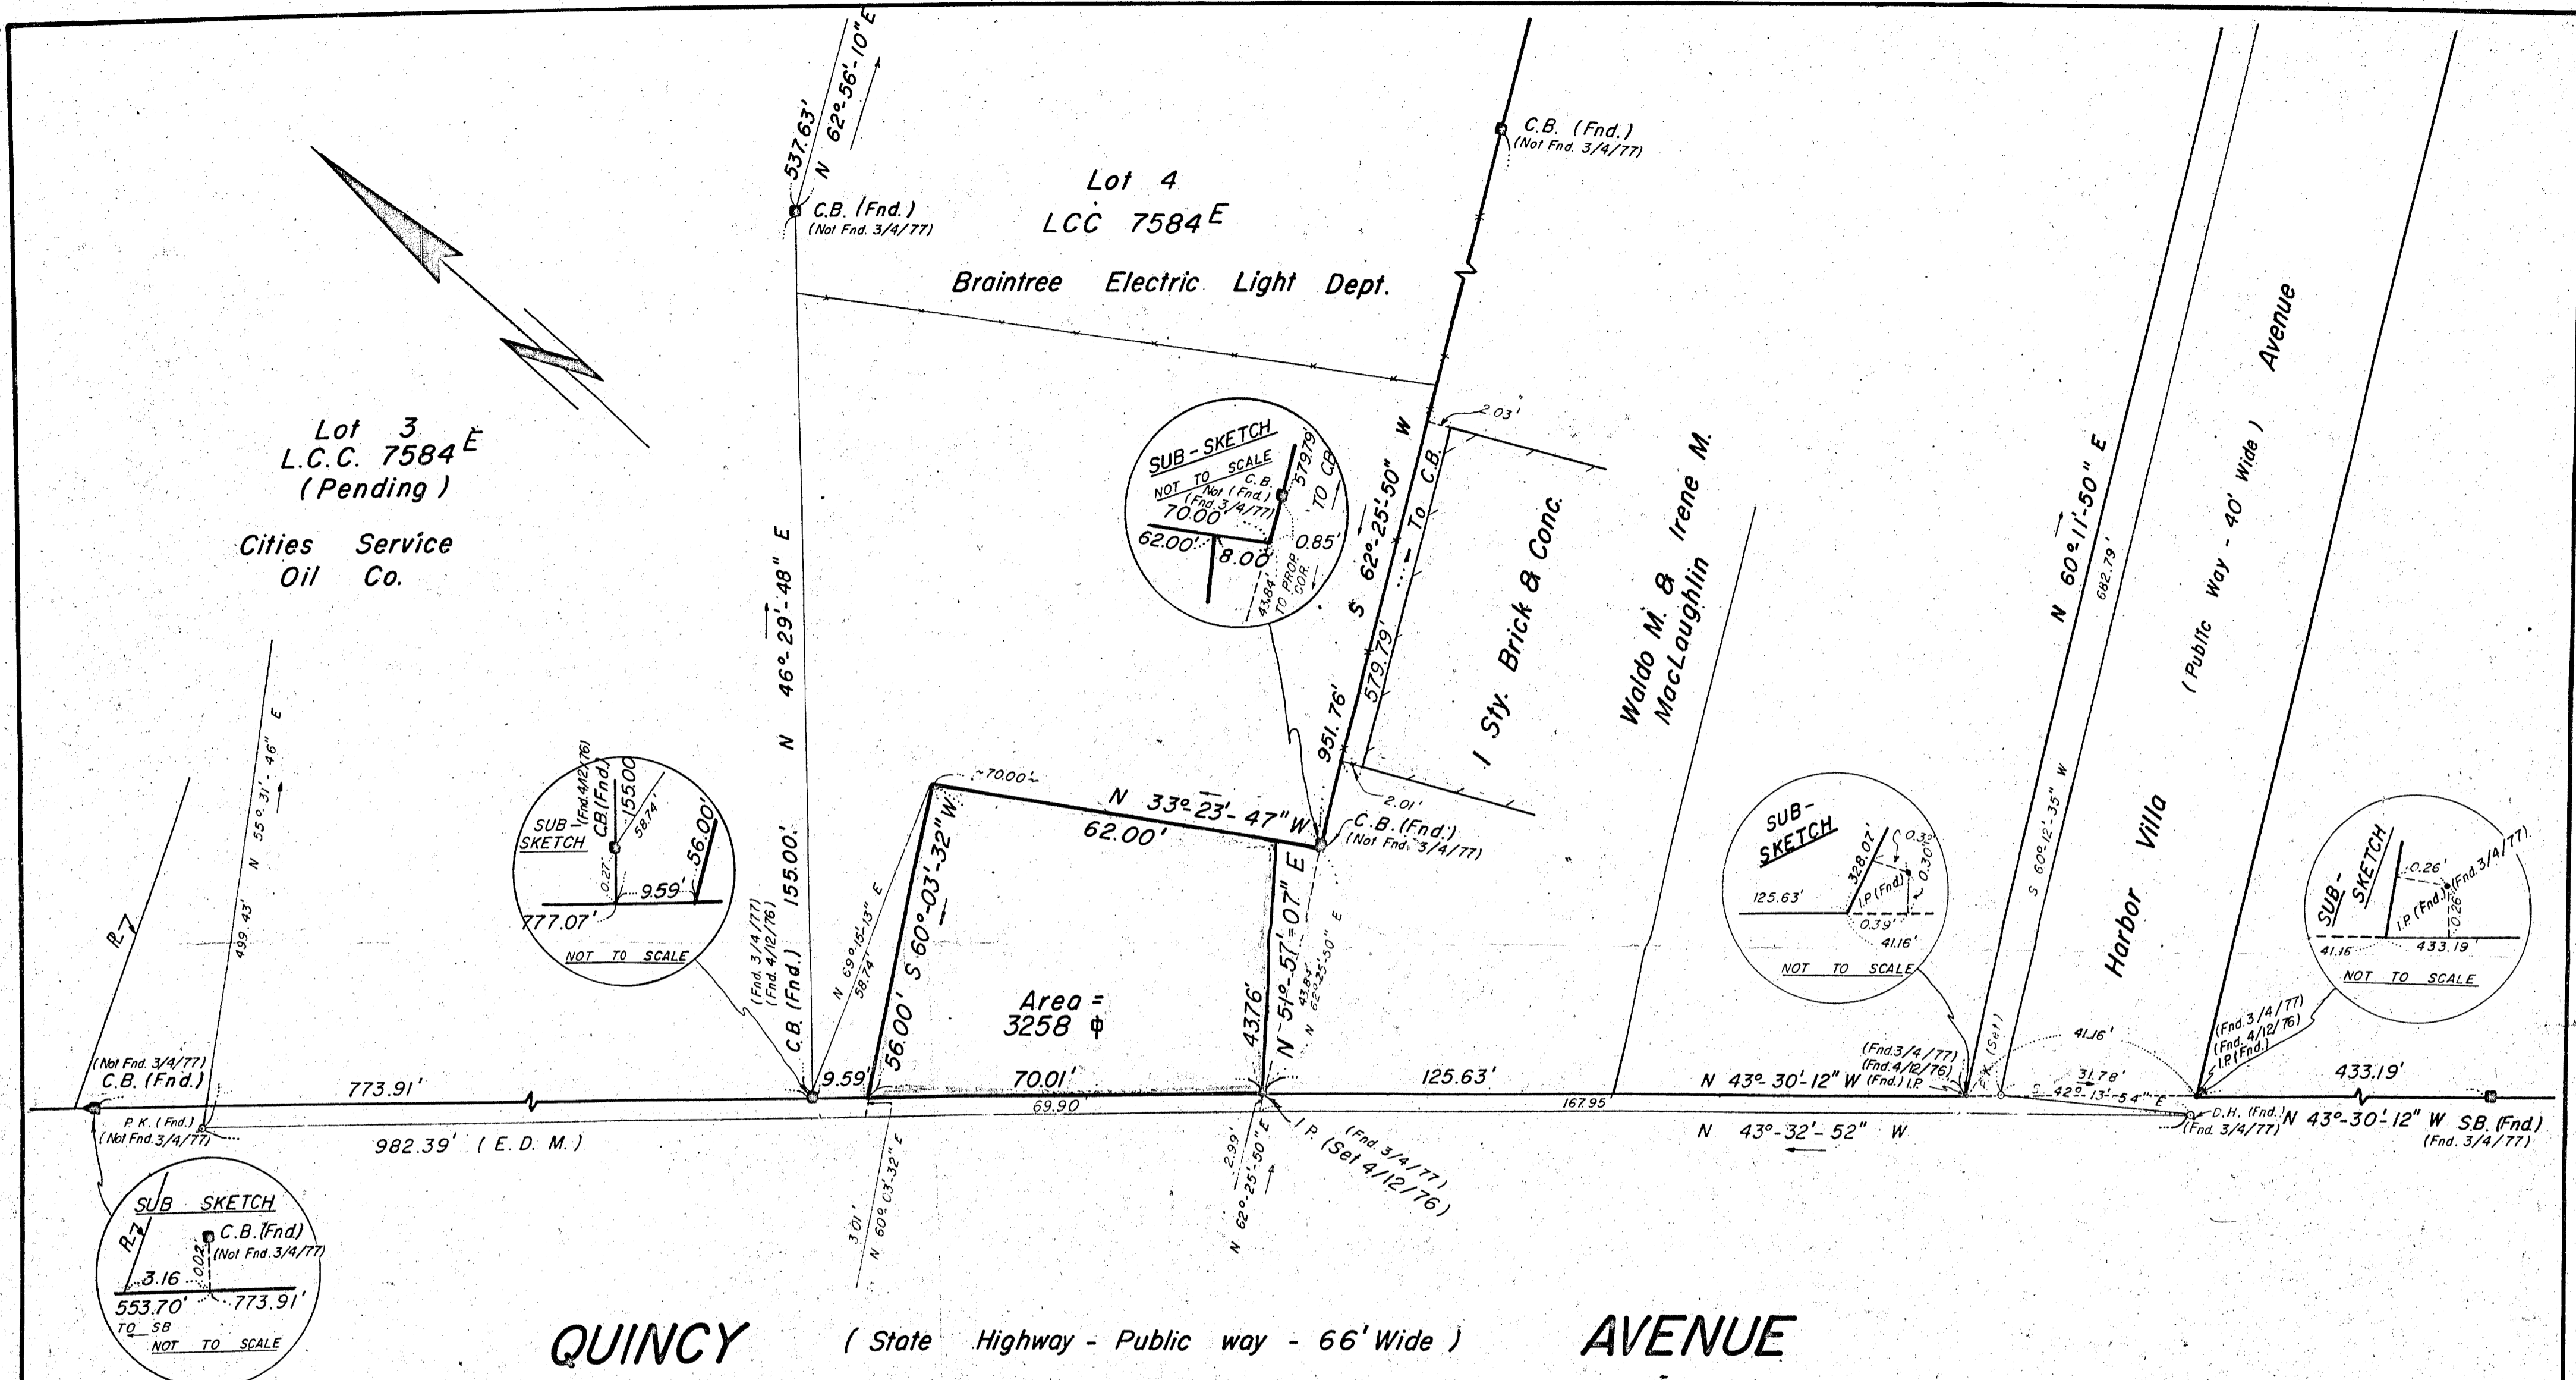 537.63'
N 62°-56'-10" E
C.B. (Fnd.)
(Not Fnd. 3/4/77)
Lot 4
LCC 7584 E
Braintree Electric Light Dept.
C.B. (Fnd.)
(Not Fnd. 3/4/77)
Lot 3
L.C.C. 7584 E
(Pending)
Cities Service
Oil Co.
N 46°-29'-48" E
155.00'
C.B. (Fnd.)
(Fnd. 4/12/76)
(Fnd. 3/4/77)
SUB-SKETCH
NOT TO SCALE
C.B.
Not (Fnd.)
(Fnd. 3/4/77)
70.00'
62.00'
8.00'
0.85'
579.79'
TO CB
43.84'
TO PROP.
COR.
S 62°-25'-50" W
951.76'
579.79'
To C.B.
2.03'
2.01'
1 Sty. Brick & Conc.
Waldo M. & Irene M.
MacLaughlin
N 60°-11'-50" E
682.79'
S 60°-12'-35" W
Harbor Villa Avenue
(Public Way - 40' Wide)
N 55°-31'-46" E
499.43'
SUB-
SKETCH
C.B. (Fnd.)
(Fnd. 4/12/76)
155.00
58.74'
56.00'
0.27'
9.59'
777.07'
NOT TO SCALE
70.00'
N 33°-23'-47" W
62.00'
C.B. (Fnd.)
(Not Fnd. 3/4/77)
N 69°-15'-13" E
58.74'
S 60°-03'-32" W
56.00'
Area =
3258
43.76'
N 51°-57'-07" E
43.84'
N 62°-25'-50" E
SUB-
SKETCH
125.63'
328.07'
I.P. (Fnd.)
0.30'
0.39'
41.16'
NOT TO SCALE
SUB-
SKETCH
0.26'
I.P. (Fnd.)
(Fnd. 3/4/77)
0.26'
41.16
433.19'
NOT TO SCALE
(Not Fnd. 3/4/77)
C.B. (Fnd.)
773.91'
9.59'
70.01'
125.63'
N 43°-30'-12" W
(Fnd. 3/4/77)
(Fnd. 4/12/76)
(Fnd.) I.P.
(Set)
41.16'
31.78'
S 42°-13'-54" E
(Fnd. 3/4/77)
(Fnd. 4/12/76)
I.P. (Fnd.)
433.19'
P.K. (Fnd.)
(Not Fnd. 3/4/77)
982.39' (E.D.M.)
69.90
167.95
N 43°-32'-52" W
D.H. (Fnd.)
(Fnd. 3/4/77)
N 43°-30'-12" W
S.B. (Fnd.)
(Fnd. 3/4/77)
3.01'
N 60°-03'-32" E
2.99'
N 62°-25'-50" E
(Fnd. 3/4/77)
I.P. (Set 4/12/76)
SUB SKETCH
C.B. (Fnd.)
(Not Fnd. 3/4/77)
0.02'
3.16
553.70'
773.91'
TO SB
NOT TO SCALE
QUINCY (State Highway - Public way - 66' Wide) AVENUE